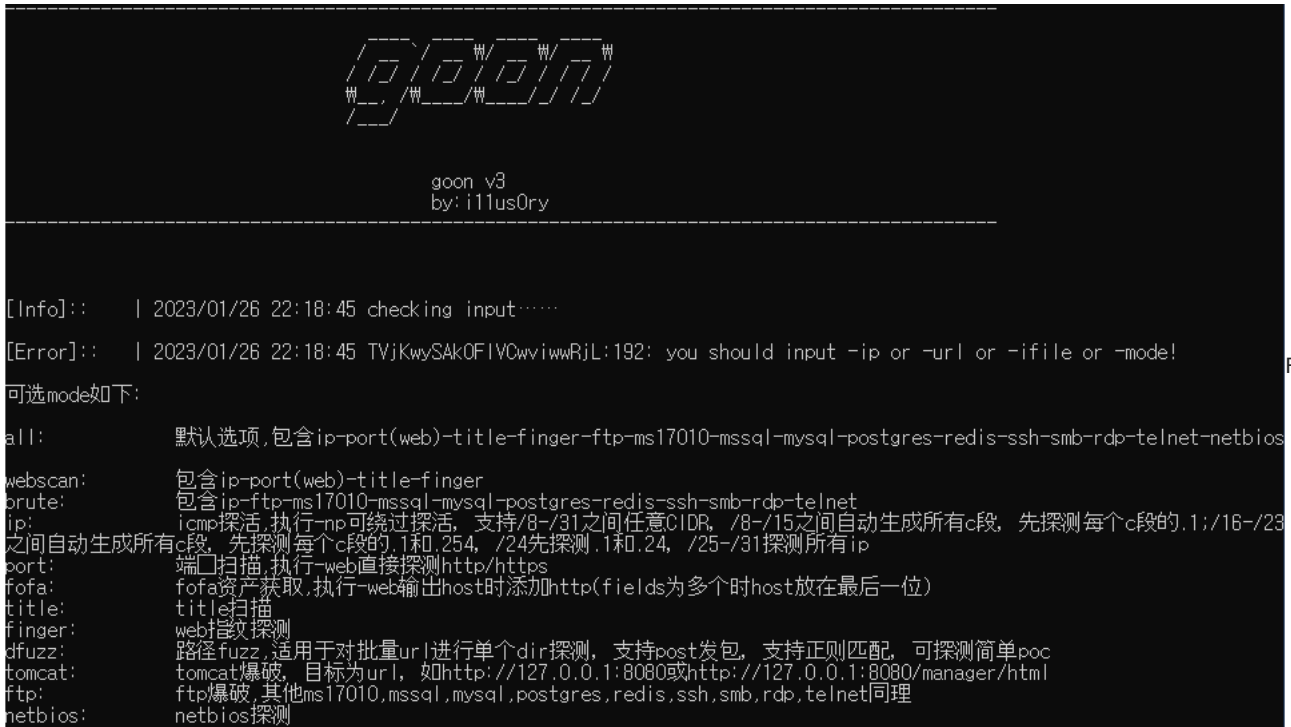 goon
goon v3
by:i11us0ry
[Info]:: | 2023/01/26 22:18:45 checking input……
[Error]:: | 2023/01/26 22:18:45 TVjKwySAkOFIVCwviwwRjL:192: you should input -ip or -url or -ifile or -mode!
可选mode如下:
all: 默认选项,包含ip-port(web)-title-finger-ftp-ms17010-mssql-mysql-postgres-redis-ssh-smb-rdp-telnet-netbios
webscan: 包含ip-port(web)-title-finger
brute: 包含ip-ftp-ms17010-mssql-mysql-postgres-redis-ssh-smb-rdp-telnet
ip: icmp探活,执行-np可绕过探活, 支持/8-/31之间任意CIDR, /8-/15之间自动生成所有c段, 先探测每个c段的.1;/16-/23
之间自动生成所有c段, 先探测每个c段的.1和.254, /24先探测.1和.24, /25-/31探测所有ip
port: 端□扫描,执行-web直接探测http/https
fofa: fofa资产获取,执行-web输出host时添加http(fields为多个时host放在最后一位)
title: title扫描
finger: web指纹探测
dfuzz: 路径fuzz,适用于对批量url进行单个dir探测, 支持post发包, 支持正则匹配, 可探测简单poc
tomcat: tomcat爆破, 目标为url, 如http://127.0.0.1:8080或http://127.0.0.1:8080/manager/html
ftp: ftp爆破,其他ms17010,mssql,mysql,postgres,redis,ssh,smb,rdp,telnet同理
netbios: netbios探测